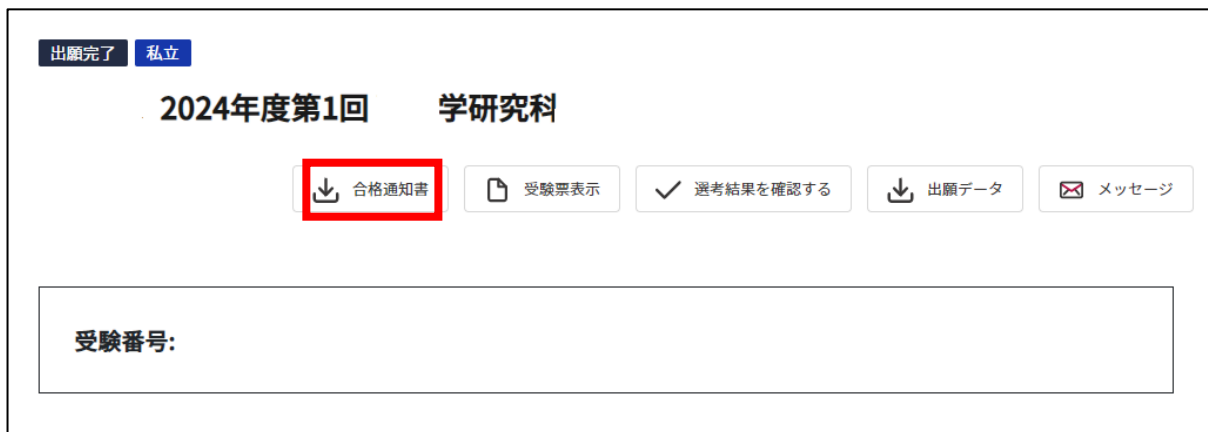 出願完了 私立
2024年度第1回 学研究科
合格通知書 受験票表示 選考結果を確認する 出願データ メッセージ
受験番号: